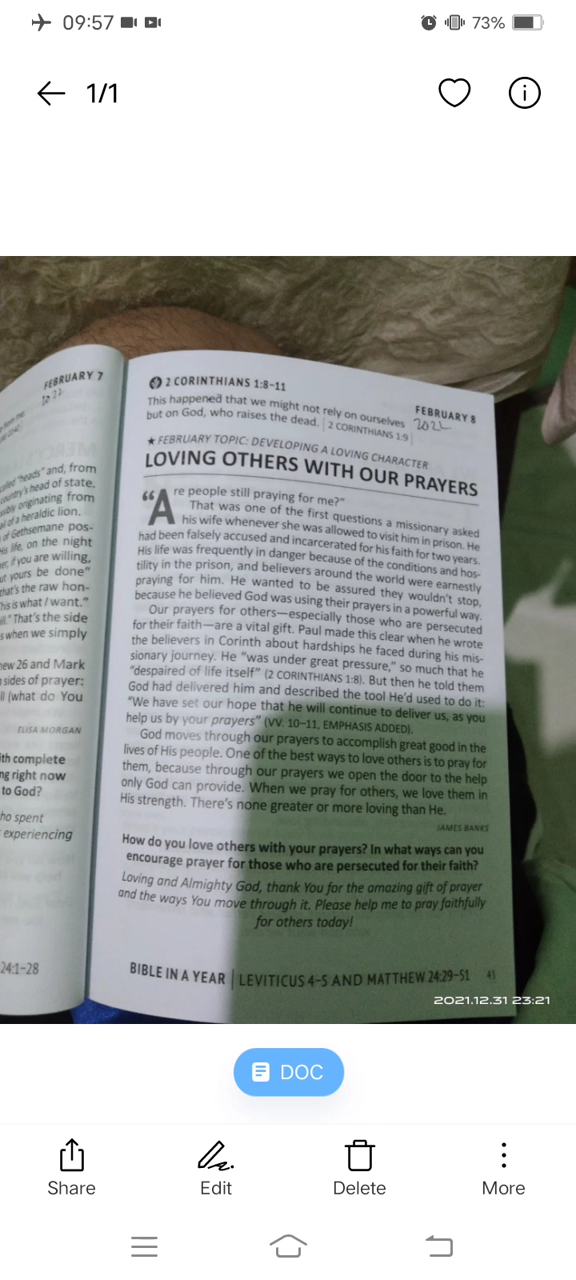 09:57
73%
1/1
FEBRUARY 7
"heads" and, from
country's head of state.
originating from
of a heraldic lion.
of Gethsemane pos-
life, on the night
if you are willing,
yours be done"
that's the raw hon-
his is what I want."
That's the side
s when we simply
ew 26 and Mark
sides of prayer:
ll (what do You
ELISA MORGAN
ith complete
ng right now
to God?
ho spent
experiencing
24:1–28
2 CORINTHIANS 1:8–11
FEBRUARY 8
2022
This happened that we might not rely on ourselves
but on God, who raises the dead. | 2 CORINTHIANS 1:9
★ FEBRUARY TOPIC: DEVELOPING A LOVING CHARACTER
LOVING OTHERS WITH OUR PRAYERS
"Are people still praying for me?"
That was one of the first questions a missionary asked
his wife whenever she was allowed to visit him in prison. He
had been falsely accused and incarcerated for his faith for two years.
His life was frequently in danger because of the conditions and hos-
tility in the prison, and believers around the world were earnestly
praying for him. He wanted to be assured they wouldn't stop,
because he believed God was using their prayers in a powerful way.
Our prayers for others—especially those who are persecuted
for their faith—are a vital gift. Paul made this clear when he wrote
the believers in Corinth about hardships he faced during his mis-
sionary journey. He "was under great pressure," so much that he
"despaired of life itself" (2 CORINTHIANS 1:8). But then he told them
God had delivered him and described the tool He'd used to do it:
"We have set our hope that he will continue to deliver us, as you
help us by your prayers" (VV. 10–11, EMPHASIS ADDED).
God moves through our prayers to accomplish great good in the
lives of His people. One of the best ways to love others is to pray for
them, because through our prayers we open the door to the help
only God can provide. When we pray for others, we love them in
His strength. There's none greater or more loving than He.
JAMES BANKS
How do you love others with your prayers? In what ways can you
encourage prayer for those who are persecuted for their faith?
Loving and Almighty God, thank You for the amazing gift of prayer
and the ways You move through it. Please help me to pray faithfully
for others today!
BIBLE IN A YEAR | LEVITICUS 4–5 AND MATTHEW 24:29–51 41
2021.12.31 23:21
DOC
Share
Edit
Delete
More